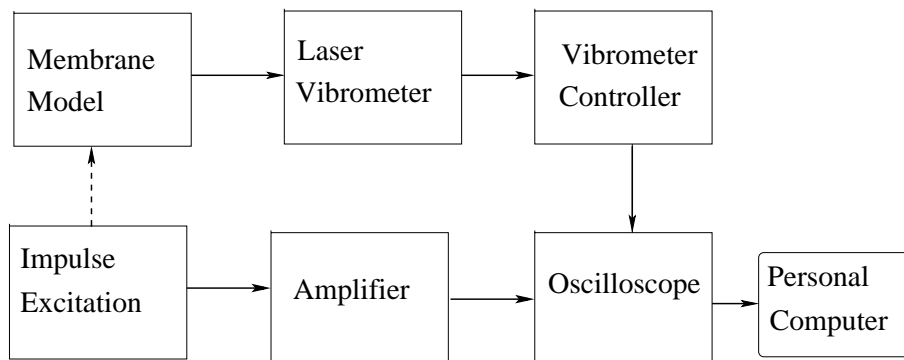 Membrane
Model
Laser
Vibrometer
Vibrometer
Controller
Impulse
Excitation
Amplifier
Oscilloscope
Personal
Computer